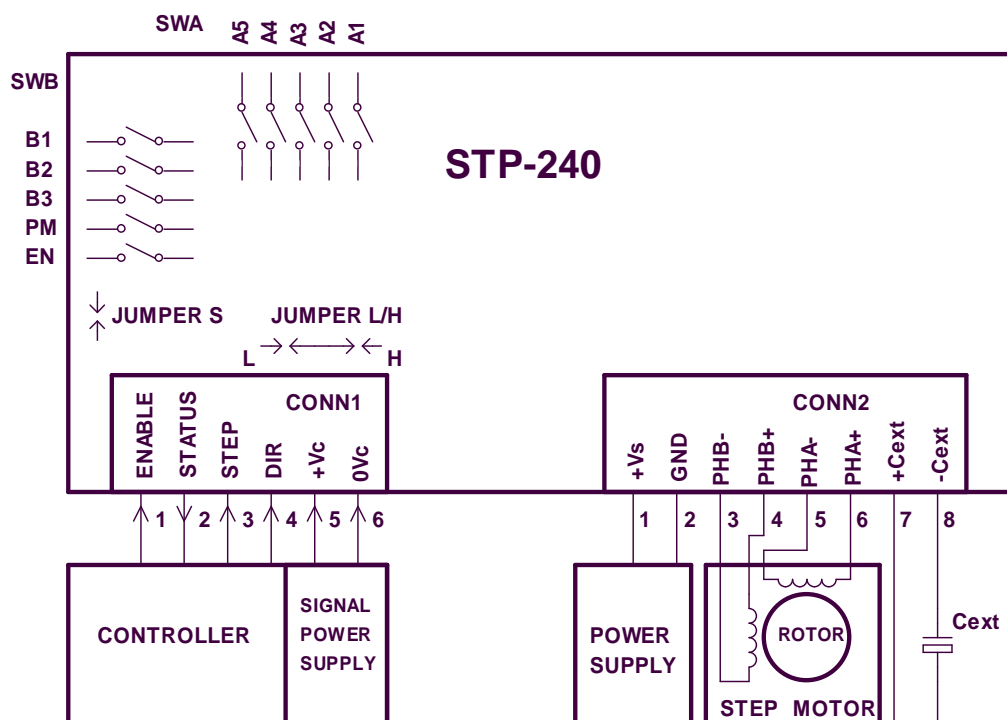 SWA
A5 A4 A3 A2 A1
SWB
B1
B2
B3
PM
EN
STP-240
JUMPER S
JUMPER L/H
L H
CONN1
ENABLE STATUS STEP DIR +Vc 0Vc
1 2 3 4 5 6
CONTROLLER
SIGNAL
POWER
SUPPLY
CONN2
+Vs GND PHB- PHB+ PHA- PHA+ +Cext -Cext
1 2 3 4 5 6 7 8
POWER
SUPPLY
ROTOR
STEP MOTOR
Cext